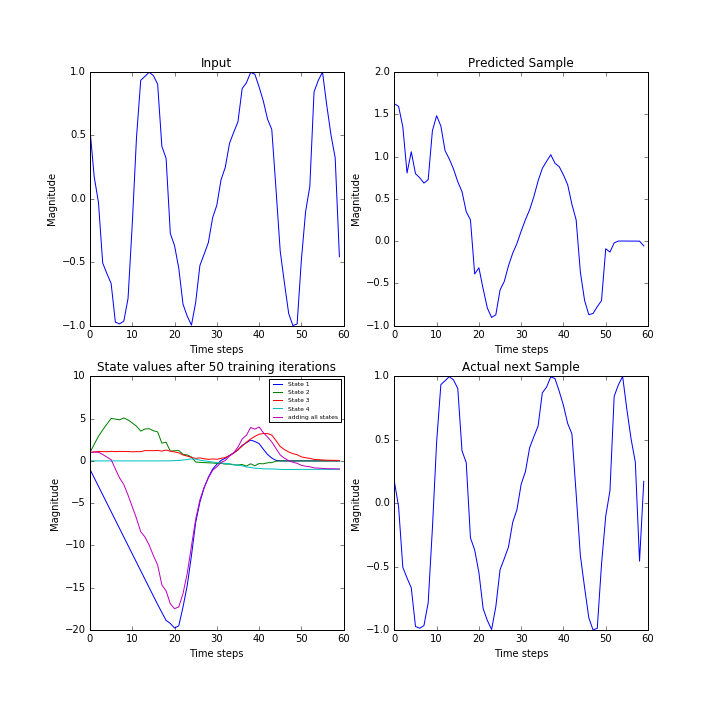 Input
Magnitude
1.0
0.5
0.0
−0.5
−1.0
0 10 20 30 40 50 60
Time steps
Predicted Sample
Magnitude
2.0
1.5
1.0
0.5
0.0
−0.5
−1.0
0 10 20 30 40 50 60
Time steps
State values after 50 training iterations
Magnitude
10
5
0
−5
−10
−15
−20
0 10 20 30 40 50 60
Time steps
State 1
State 2
State 3
State 4
adding all states
Actual next Sample
Magnitude
1.0
0.5
0.0
−0.5
−1.0
0 10 20 30 40 50 60
Time steps